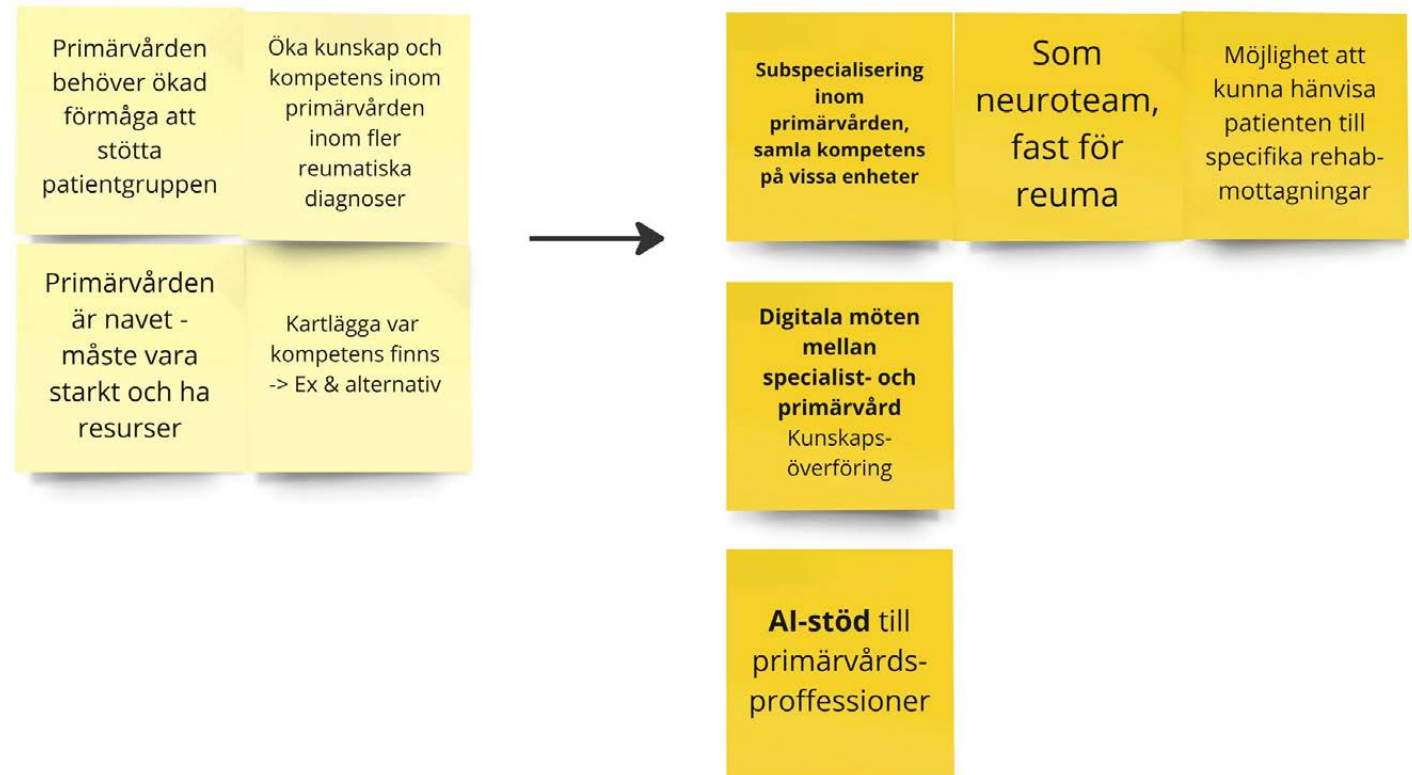 Primärvården
behöver ökad
förmåga att
stötta
patientgruppen
Öka kunskap och
kompetens inom
primärvården
inom fler
reumatiska
diagnoser
Primärvården
är navet -
måste vara
starkt och ha
resurser
Kartlägga var
kompetens finns
-> Ex & alternativ
Subspecialisering
inom
primärvården,
samla kompetens
på vissa enheter
Som
neuroteam,
fast för
reuma
Möjlighet att
kunna hänvisa
patienten till
specifika rehab-
mottagningar
Digitala möten
mellan
specialist- och
primärvård
Kunskaps-
överföring
AI-stöd till
primärvårds-
proffessioner